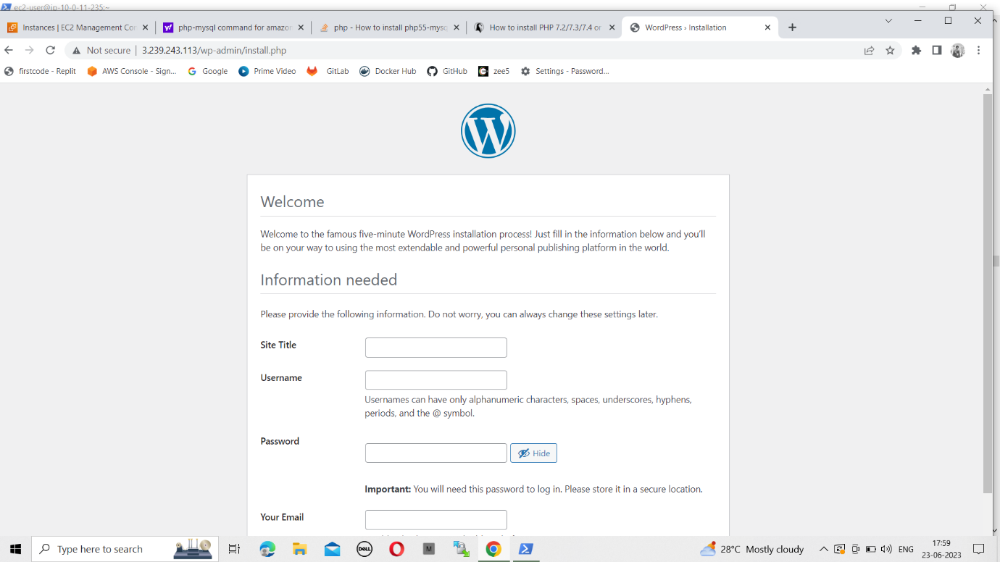 ec2-user@ip-10-0-11-235:~
Instances | EC2 Management Con
php-mysql command for amazon
php - How to install php55-mysq
How to install PHP 7.2/7.3/7.4 or
WordPress › Installation
Not secure | 3.239.243.113/wp-admin/install.php
firstcode - Replit
AWS Console - Sign...
Google
Prime Video
GitLab
Docker Hub
GitHub
zee5
Settings - Password...
Welcome
Welcome to the famous five-minute WordPress installation process! Just fill in the information below and you'll
be on your way to using the most extendable and powerful personal publishing platform in the world.
Information needed
Please provide the following information. Do not worry, you can always change these settings later.
Site Title
Username
Usernames can have only alphanumeric characters, spaces, underscores, hyphens,
periods, and the @ symbol.
Password
Hide
Important: You will need this password to log in. Please store it in a secure location.
Your Email
Type here to search
DELL
M
28°C Mostly cloudy
ENG
17:59
23-06-2023